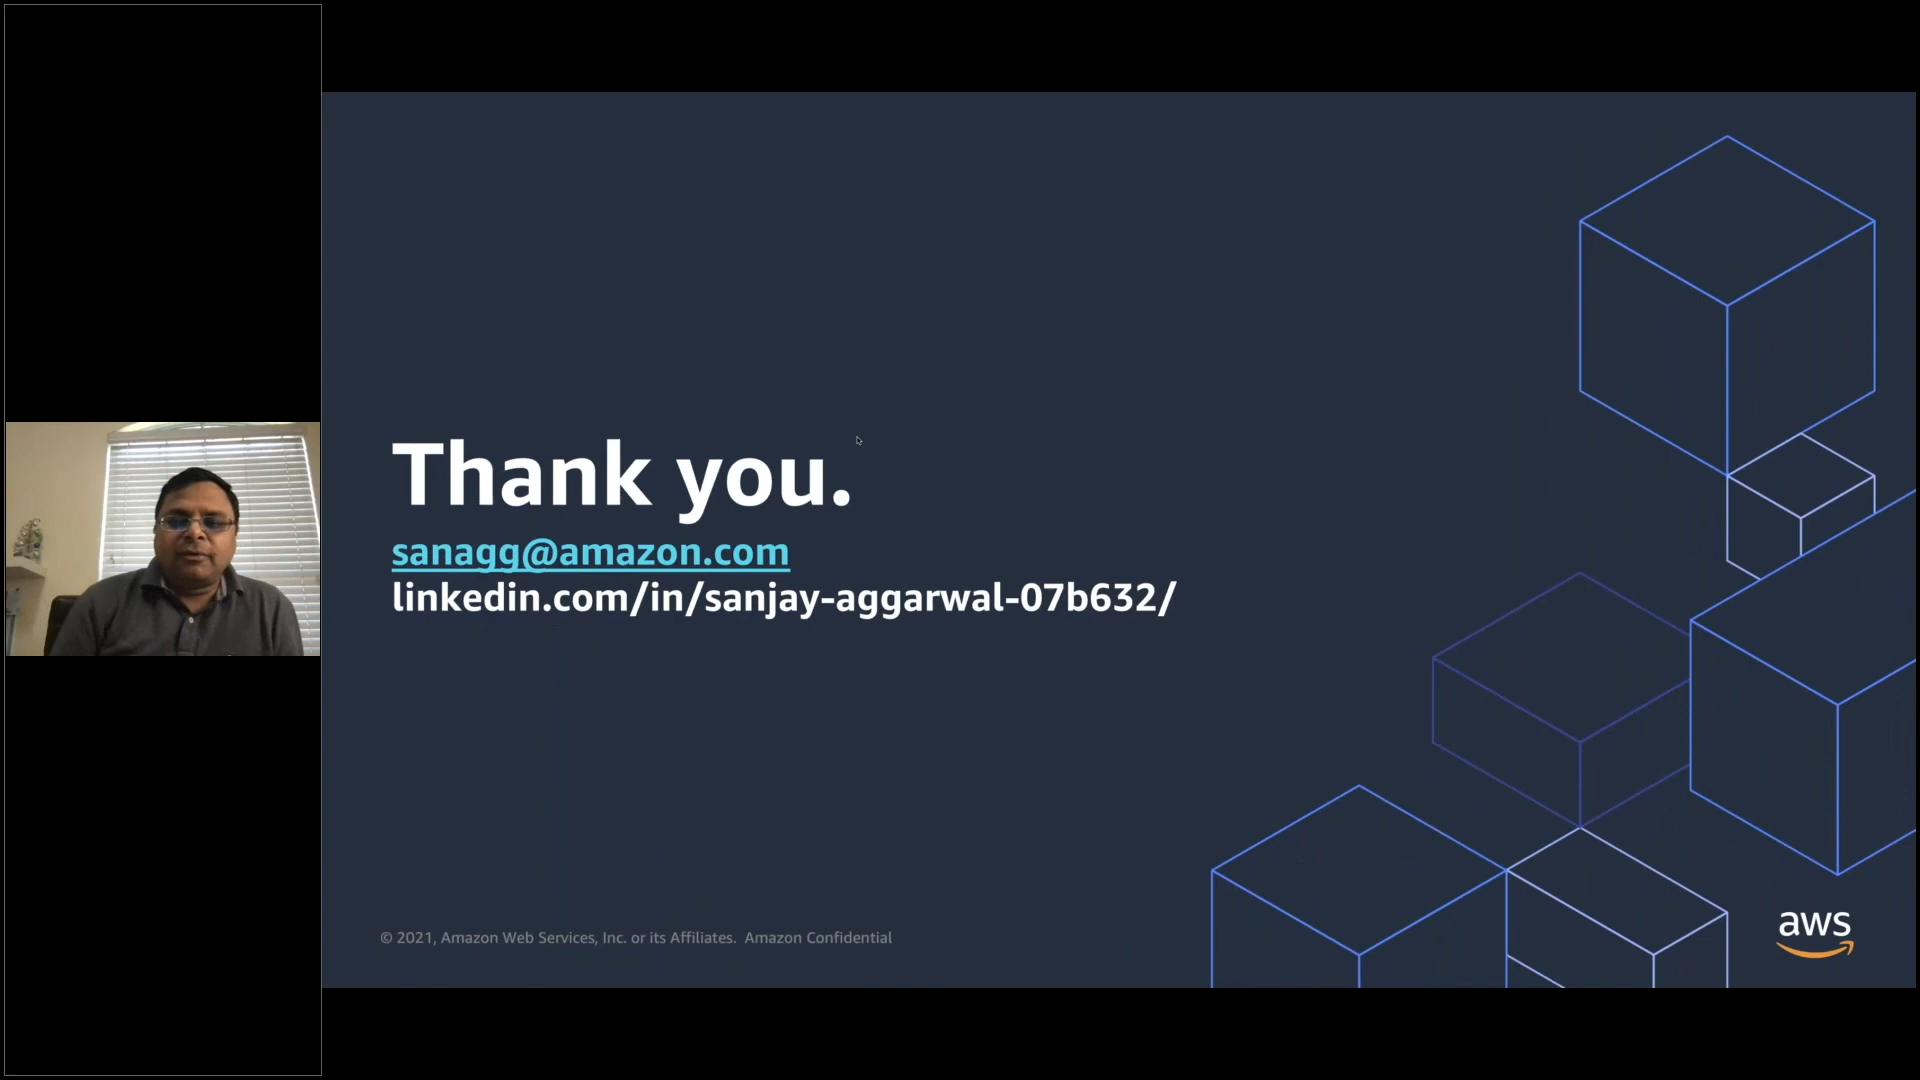 Thank you.
sanagg@amazon.com
linkedin.com/in/sanjay-aggarwal-07b632/
© 2021, Amazon Web Services, Inc. or its Affiliates. Amazon Confidential
aws